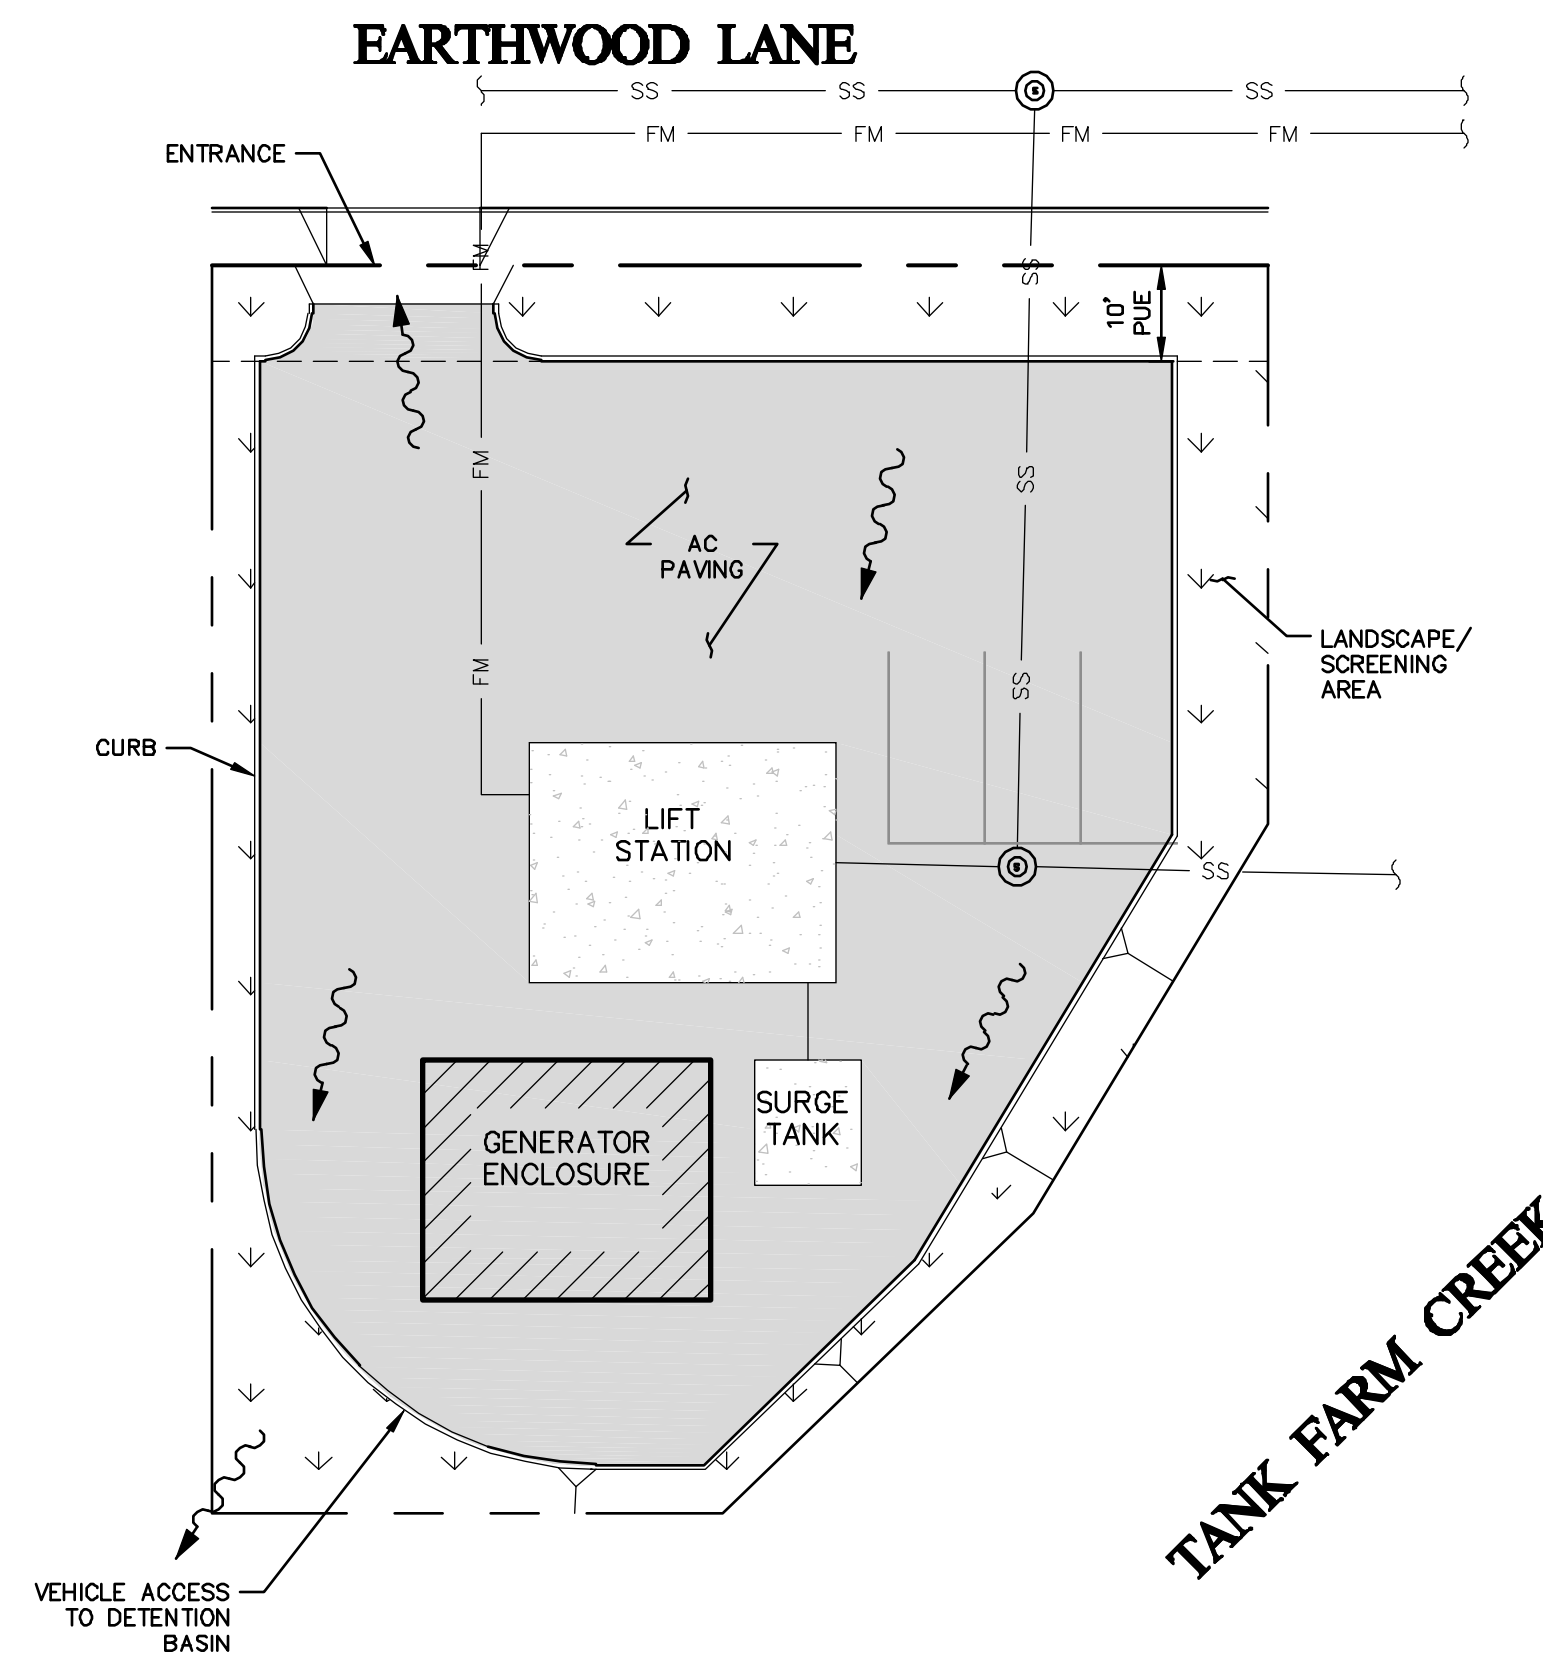 EARTHWOOD LANE
SS SS SS
FM FM FM FM
ENTRANCE
FM
SS
10'
PUE
FM
SS
AC
PAVING
FM
SS
LANDSCAPE/
SCREENING
AREA
CURB
LIFT
STATION
S
S
SS
SURGE
TANK
GENERATOR
ENCLOSURE
TANK FARM CREEK
VEHICLE ACCESS
TO DETENTION
BASIN